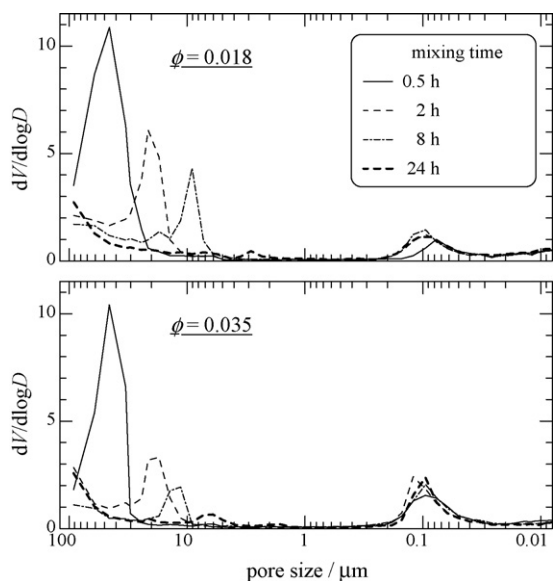 10
5
0
dV/dlogD
ϕ = 0.018
mixing time
0.5 h
2 h
8 h
24 h
10
5
0
dV/dlogD
ϕ = 0.035
100 10 1 0.1 0.01
pore size / μm